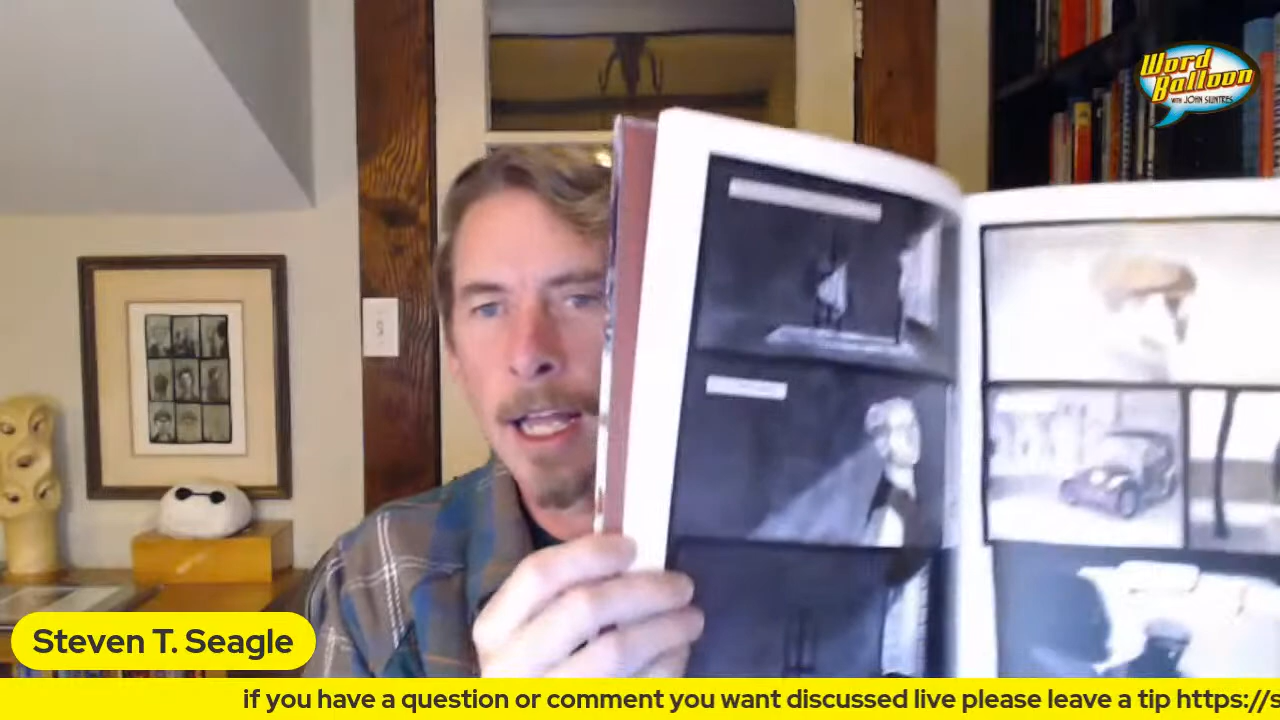 Word
Balloon
WITH JOHN SIUNTRES
Steven T. Seagle
if you have a question or comment you want discussed live please leave a tip https://s